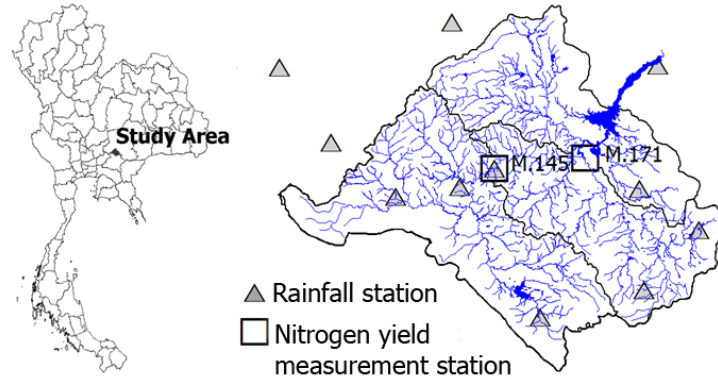 Study Area
M.145
M.171
Rainfall station
Nitrogen yield
measurement station